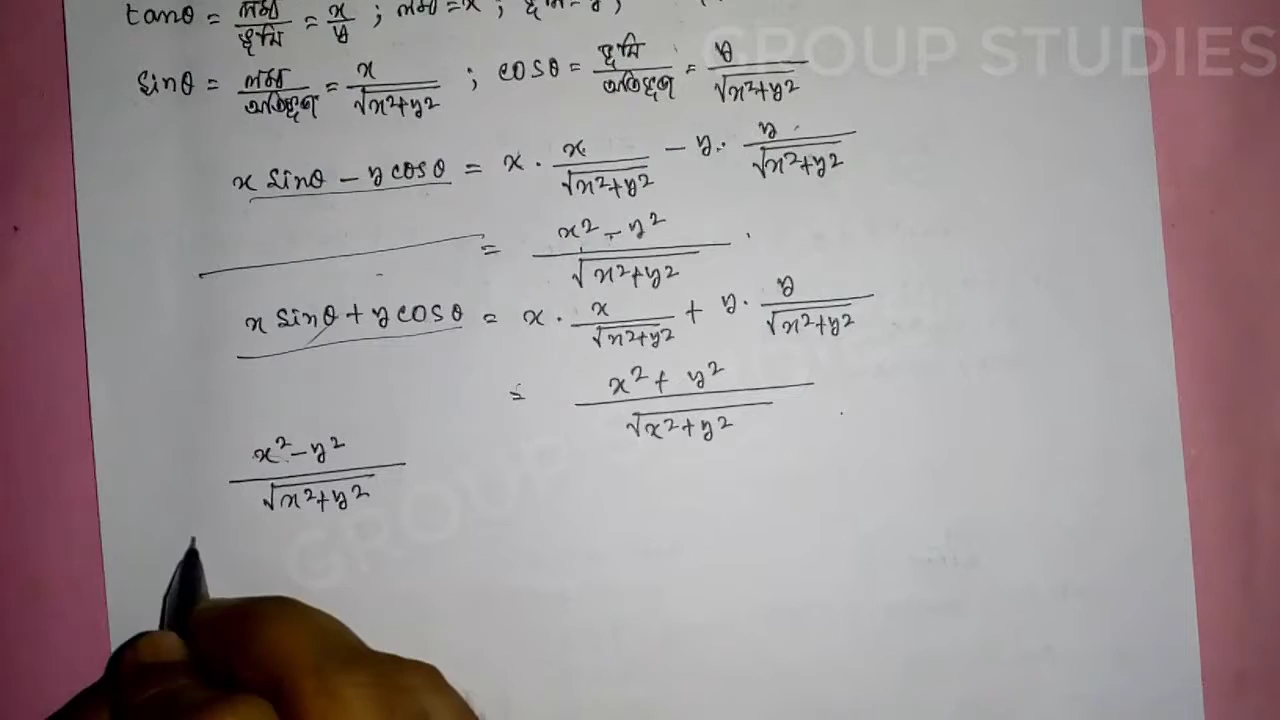 tanθ = লম্ব/ভূমি = x/y ; লম্ব = x ;
sinθ = লম্ব/অতিভুজ = x/√x²+y² ; cosθ = ভূমি/অতিভুজ = y/√x²+y²
x sinθ − y cosθ = x · x/√x²+y² − y · y/√x²+y²
= x² − y²/√x²+y²
x sinθ + y cosθ = x · x/√x²+y² + y · y/√x²+y²
= x² + y²/√x²+y²
x² − y²/√x²+y²
GROUP STUDIES